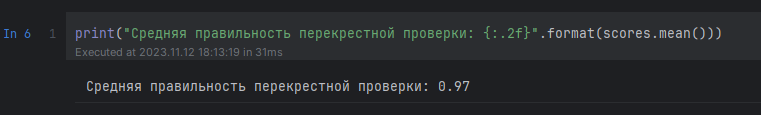 In 6 1 print("Средняя правильность перекрестной проверки: {:.2f}".format(scores.mean()))
Executed at 2023.11.12 18:13:19 in 31ms
Средняя правильность перекрестной проверки: 0.97